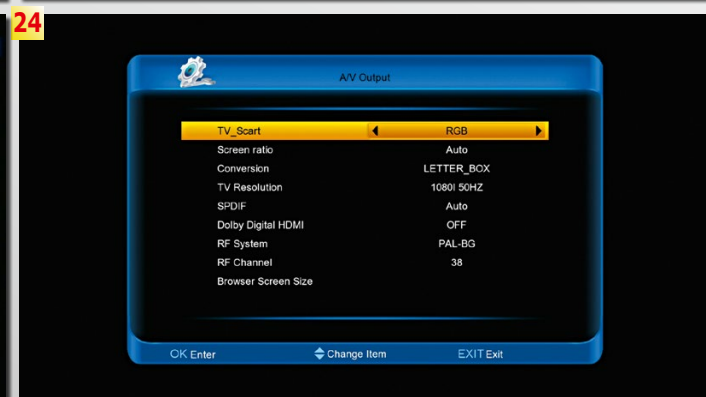 24
A/V Output
TV_Scart RGB
Screen ratio Auto
Conversion LETTER_BOX
TV Resolution 1080I 50HZ
SPDIF Auto
Dolby Digital HDMI OFF
RF System PAL-BG
RF Channel 38
Browser Screen Size
OK Enter Change Item EXIT Exit